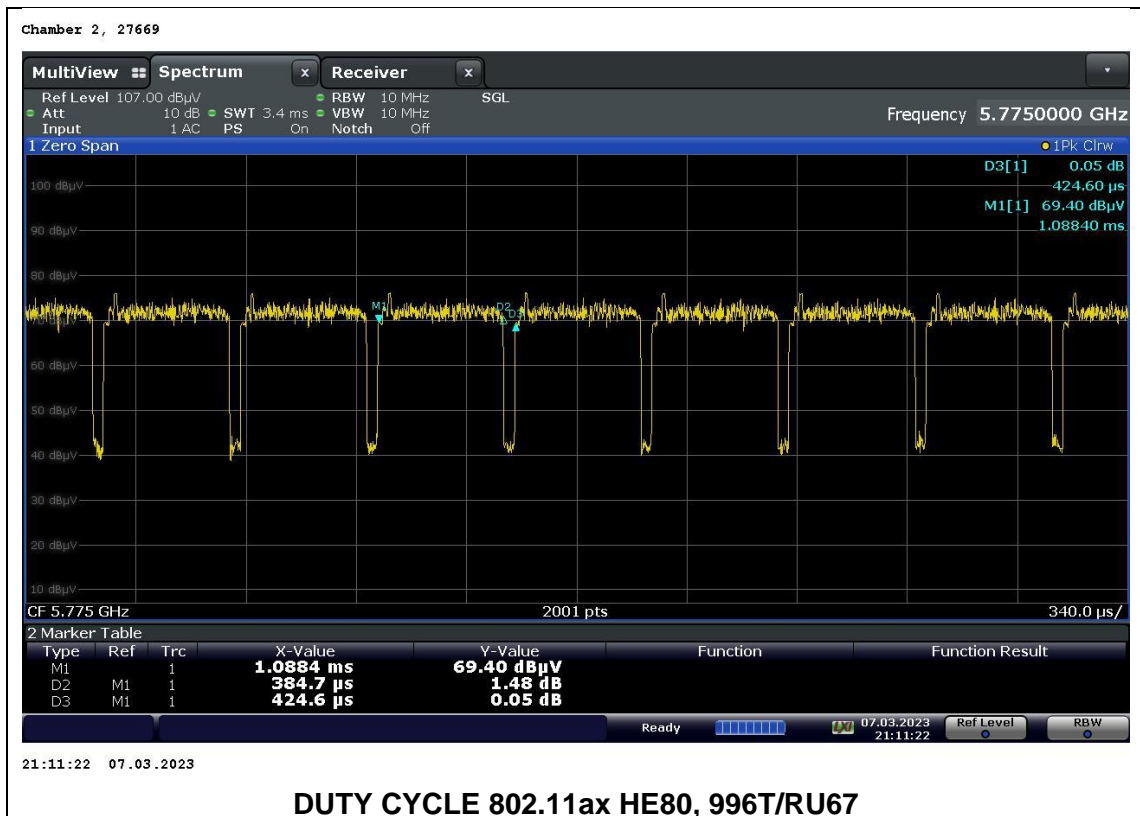 Chamber 2, 27669
MultiView Spectrum x Receiver x
Ref Level 107.00 dBµV RBW 10 MHz SGL
Att 10 dB SWT 3.4 ms VBW 10 MHz
Input 1 AC PS On Notch Off
Frequency 5.7750000 GHz
1 Zero Span 1Pk Clrw
D3[1] 0.05 dB
424.60 µs
M1[1] 69.40 dBµV
1.08840 ms
100 dBµV
90 dBµV
80 dBµV
M1 D2 D3
70 dBµV
60 dBµV
50 dBµV
40 dBµV
30 dBµV
20 dBµV
10 dBµV
CF 5.775 GHz 2001 pts 340.0 µs/
2 Marker Table
Type Ref Trc X-Value Y-Value Function Function Result
M1 1 1.0884 ms 69.40 dBµV
D2 M1 1 384.7 µs 1.48 dB
D3 M1 1 424.6 µs 0.05 dB
Ready 07.03.2023 21:11:22 Ref Level RBW
21:11:22 07.03.2023
DUTY CYCLE 802.11ax HE80, 996T/RU67